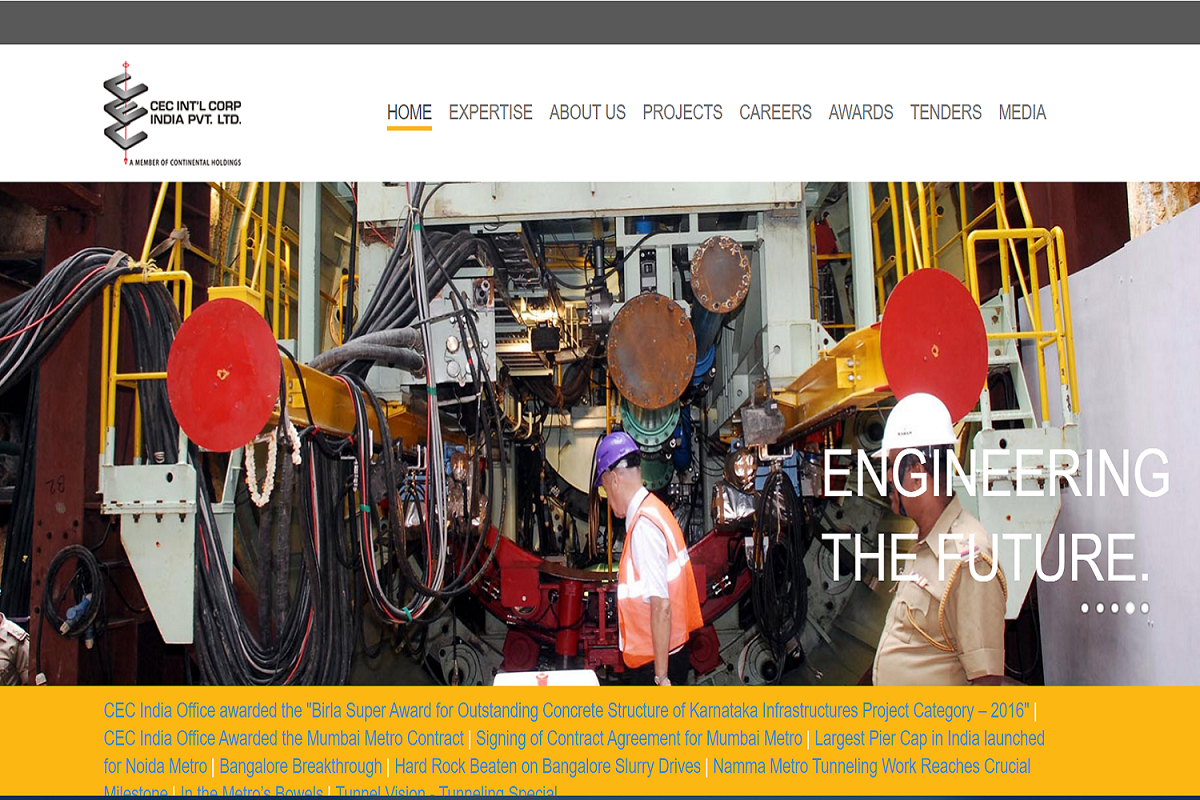 CEC INT'L CORP
INDIA PVT. LTD.
A MEMBER OF CONTINENTAL HOLDINGS
HOME EXPERTISE ABOUT US PROJECTS CAREERS AWARDS TENDERS MEDIA
ENGINEERING
THE FUTURE.
CEC India Office awarded the "Birla Super Award for Outstanding Concrete Structure of Karnataka Infrastructures Project Category – 2016" |
CEC India Office Awarded the Mumbai Metro Contract | Signing of Contract Agreement for Mumbai Metro | Largest Pier Cap in India launched
for Noida Metro | Bangalore Breakthrough | Hard Rock Beaten on Bangalore Slurry Drives | Namma Metro Tunneling Work Reaches Crucial
Milestone | In the Metro's Bowels | Tunnel Vision - Tunneling Special